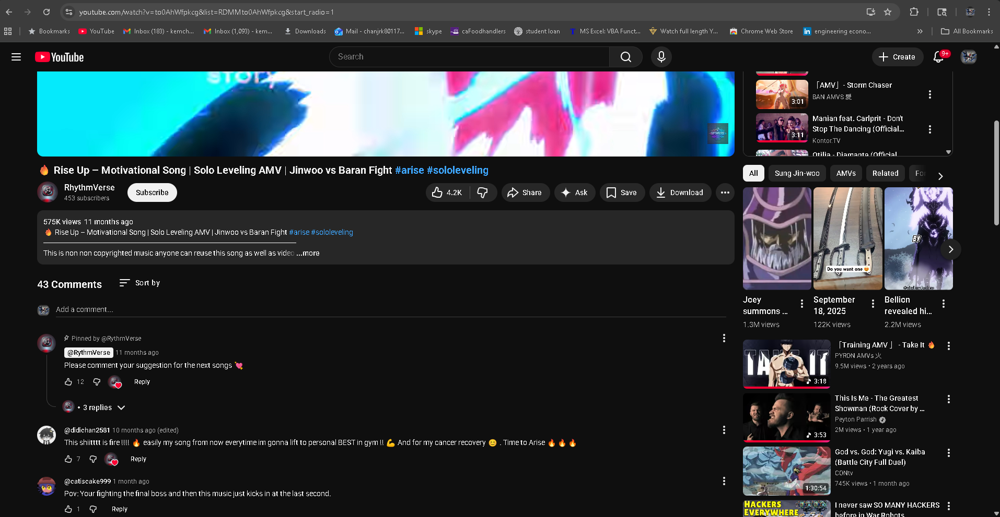 youtube.com/watch?v=to0AhWfpkcg&list=RDMMto0AhWfpkcg&start_radio=1
Bookmarks
YouTube
Inbox (183) - kemch...
Inbox (1,093) - kem...
Downloads
Mail - chanjrk80117...
skype
caFoodhandlers
student loan
MS Excel: VBA Funct...
Watch full length Y...
Chrome Web Store
engineering econo...
All Bookmarks
YouTube
Search
Create
9+
STORY
🔥 Rise Up – Motivational Song | Solo Leveling AMV | Jinwoo vs Baran Fight #arise #sololeveling
RhythmVerse
453 subscribers
Subscribe
4.2K
Share
Ask
Save
Download
575K views 11 months ago
🔥 Rise Up – Motivational Song | Solo Leveling AMV | Jinwoo vs Baran Fight #arise #sololeveling
This is non non copyrighted music anyone can reuse this song as well as video ...more
43 Comments
Sort by
Add a comment...
Pinned by @RythmVerse
@RythmVerse 11 months ago
Please comment your suggestion for the next songs 💘
12
Reply
• 3 replies
@didichan2581 10 months ago (edited)
This shiitttt is fire !!!! 🔥 easily my song from now everytime im gonna lift to personal BEST in gym !! 💪 And for my cancer recovery 😊 . Time to Arise 🔥 🔥 🔥
7
Reply
@catiscake999 1 month ago
Pov: Your fighting the final boss and then this music just kicks in at the last second.
1
Reply
「AMV」 - Storm Chaser
BAN AMVS 愛
3:01
Manian feat. Carlprit - Don't
Stop The Dancing (Official...
Kontor.TV
3:11
Otilia - Diamante (Official
All
Sung Jin-woo
AMVs
Related
Fo
Do you want one 😍
BY
Joey
summons ...
1.3M views
September
18, 2025
122K views
Bellion
revealed hi...
2.2M views
TAKE IT
3:18
「Training AMV 」 - Take It 🔥
PYRON AMVs 火
9.5M views • 2 years ago
3:53
This Is Me - The Greatest
Showman (Rock Cover by ...
Peyton Parrish
2M views • 1 year ago
1:30:54
God vs. God: Yugi vs. Kaiba
(Battle City Full Duel)
CONtv
745K views • 1 month ago
HACKERS
EVERYWHERE
I never saw SO MANY HACKERS
before in War Robots